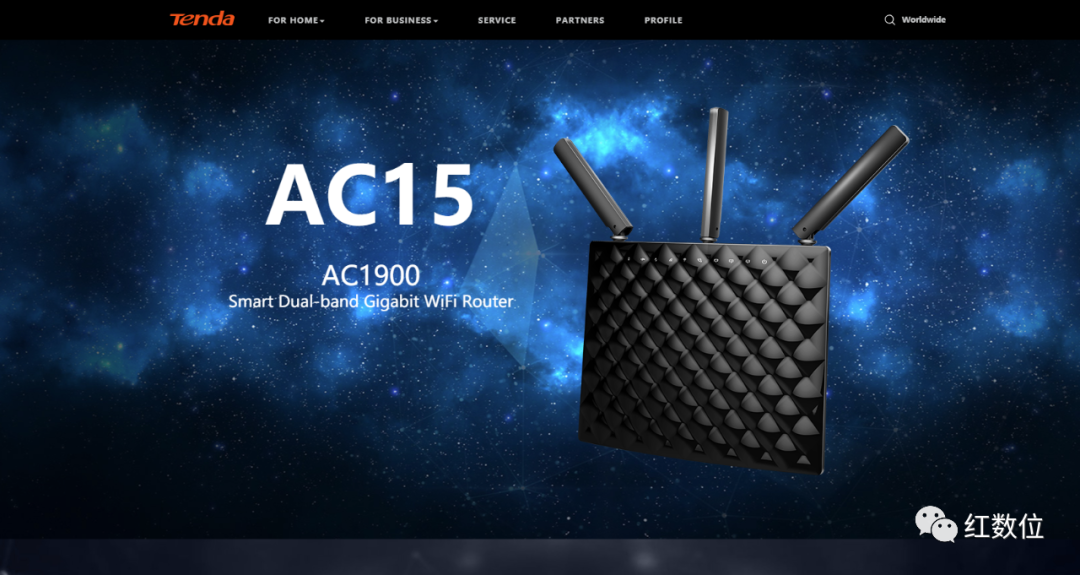 Tenda
FOR HOME
FOR BUSINESS
SERVICE
PARTNERS
PROFILE
Worldwide
AC15
AC1900
Smart Dual-band Gigabit WiFi Router
红数位